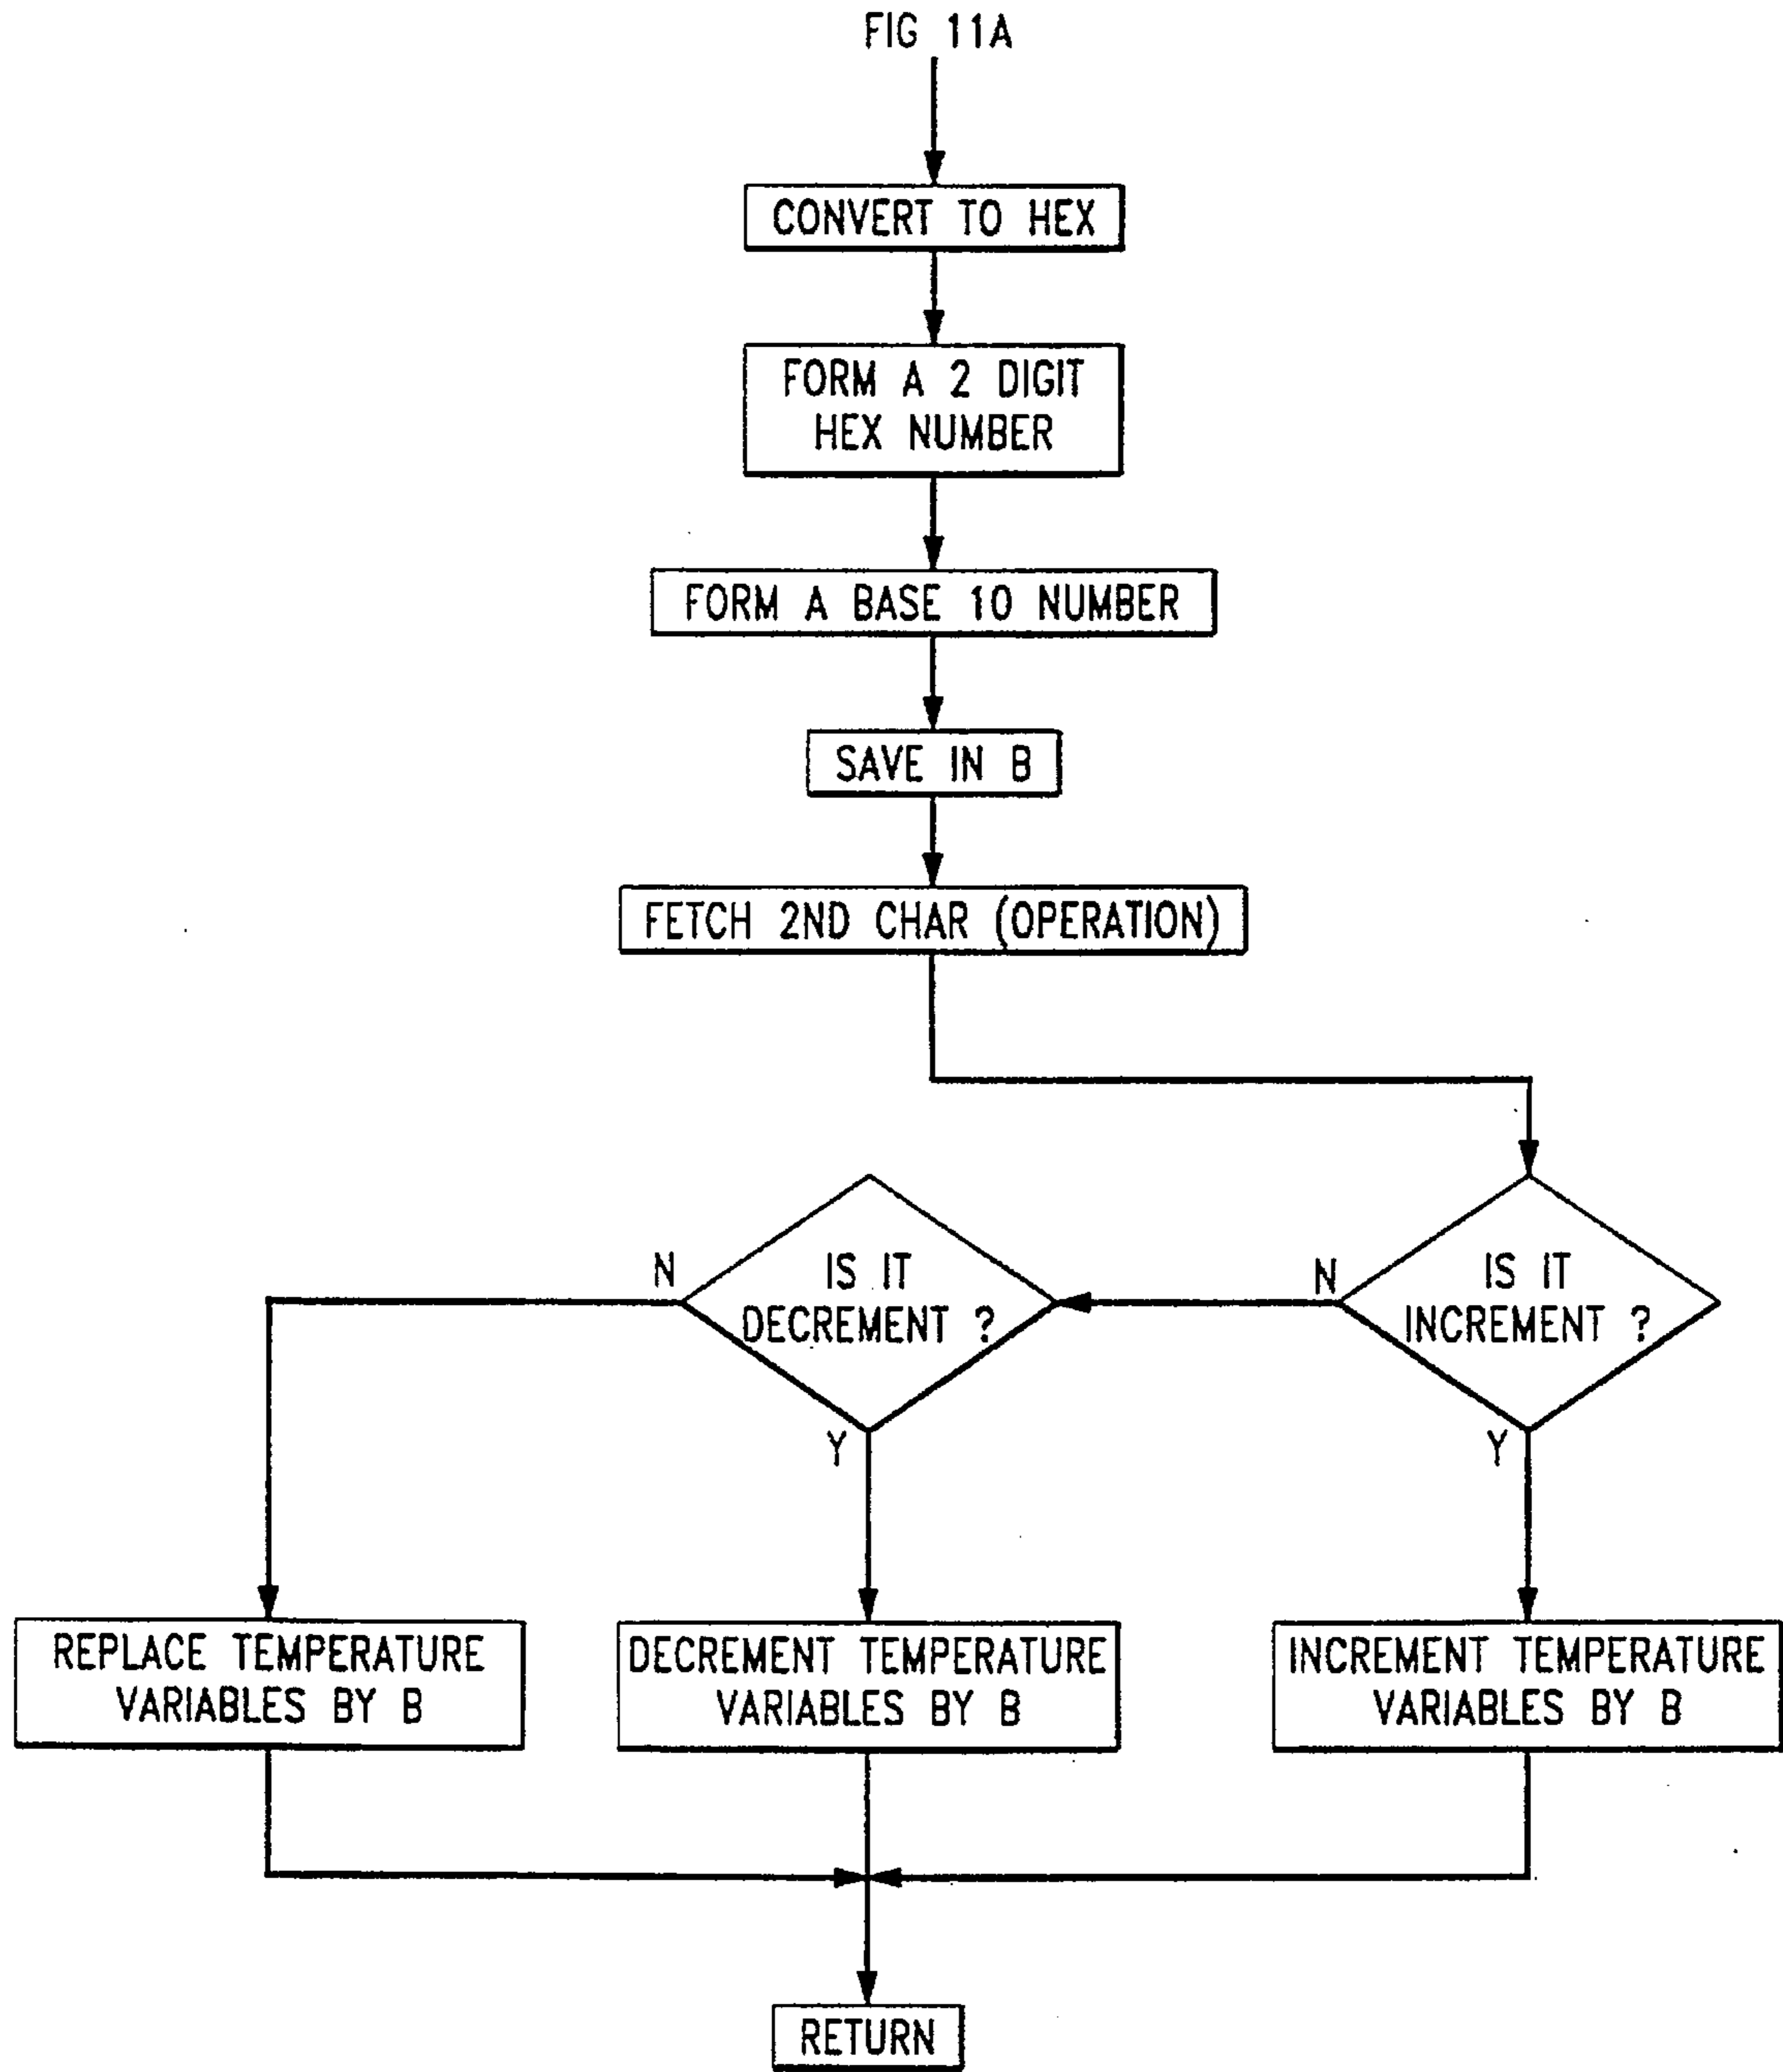 FIG 11A
CONVERT TO HEX
FORM A 2 DIGIT
HEX NUMBER
FORM A BASE 10 NUMBER
SAVE IN B
FETCH 2ND CHAR (OPERATION)
N
IS IT
DECREMENT ?
Y
N
IS IT
INCREMENT ?
Y
REPLACE TEMPERATURE
VARIABLES BY B
DECREMENT TEMPERATURE
VARIABLES BY B
INCREMENT TEMPERATURE
VARIABLES BY B
RETURN